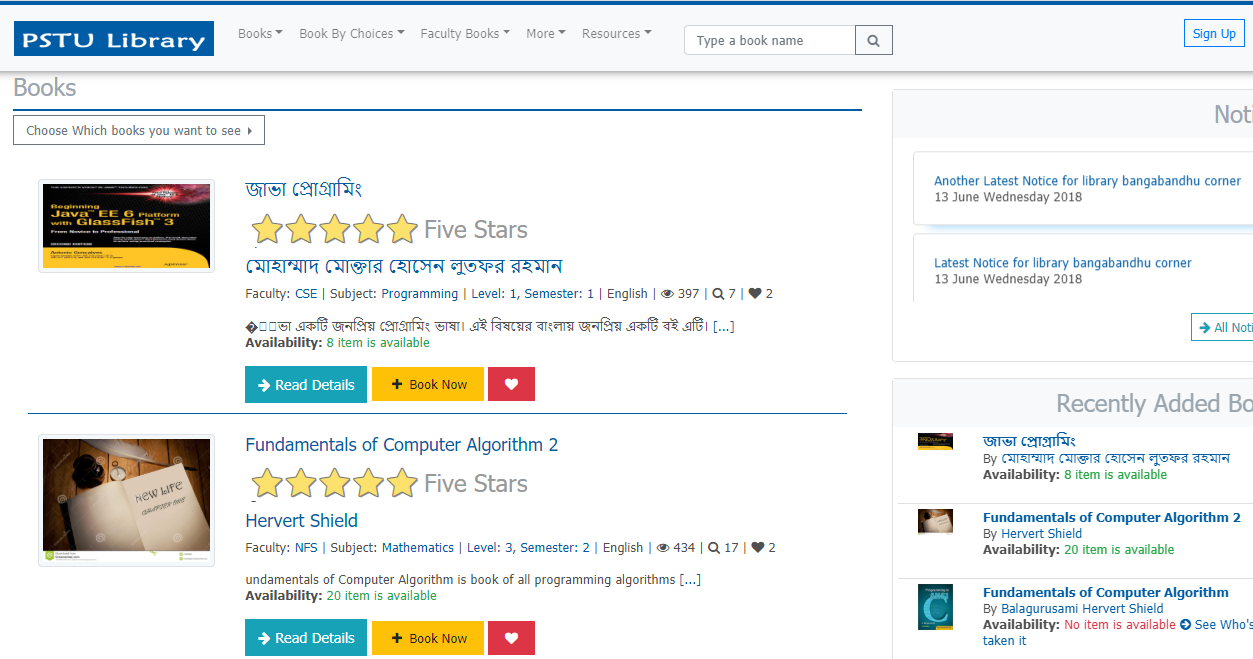 PSTU Library
Books
Book By Choices
Faculty Books
More
Resources
Type a book name
Sign Up
Books
Choose Which books you want to see
Beginning
Java™ EE 6 Platform
with GlassFish™ 3
From Novice to Professional
Antonio Goncalves
জাভা প্রোগ্রামিং
Five Stars
মোহাম্মাদ মোক্তার হোসেন লুতফর রহমান
Faculty: CSE | Subject: Programming | Level: 1, Semester: 1 | English | 397 | 7 | 2
�ভা একটি জনপ্রিয় প্রোগ্রামিং ভাষা। এই বিষয়ের বাংলায় জনপ্রিয় একটি বই এটি। [...]
Availability: 8 item is available
Read Details
Book Now
NEW LIFE
Fundamentals of Computer Algorithm 2
Five Stars
Hervert Shield
Faculty: NFS | Subject: Mathematics | Level: 3, Semester: 2 | English | 434 | 17 | 2
undamentals of Computer Algorithm is book of all programming algorithms [...]
Availability: 20 item is available
Read Details
Book Now
Noti
Another Latest Notice for library bangabandhu corner
13 June Wednesday 2018
Latest Notice for library bangabandhu corner
13 June Wednesday 2018
All Noti
Recently Added Bo
জাভা প্রোগ্রামিং
By মোহাম্মাদ মোক্তার হোসেন লুতফর রহমান
Availability: 8 item is available
Fundamentals of Computer Algorithm 2
By Hervert Shield
Availability: 20 item is available
ANSI
C
Fundamentals of Computer Algorithm
By Balagurusami Hervert Shield
Availability: No item is available See Who's
taken it